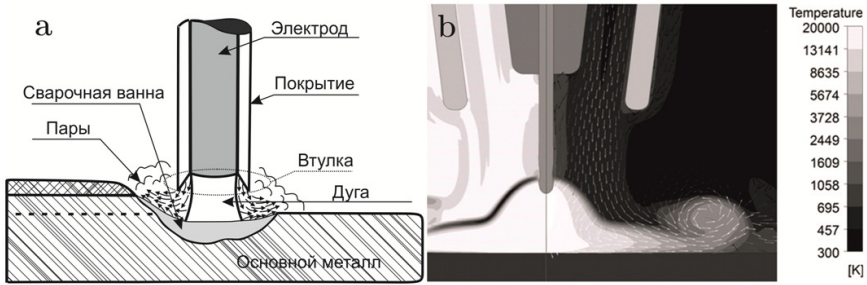 a
Электрод
Сварочная ванна
Покрытие
Пары
Втулка
Дуга
Основной металл
b
Temperature
20000
13141
8635
5674
3728
2449
1609
1058
695
457
300
[K]